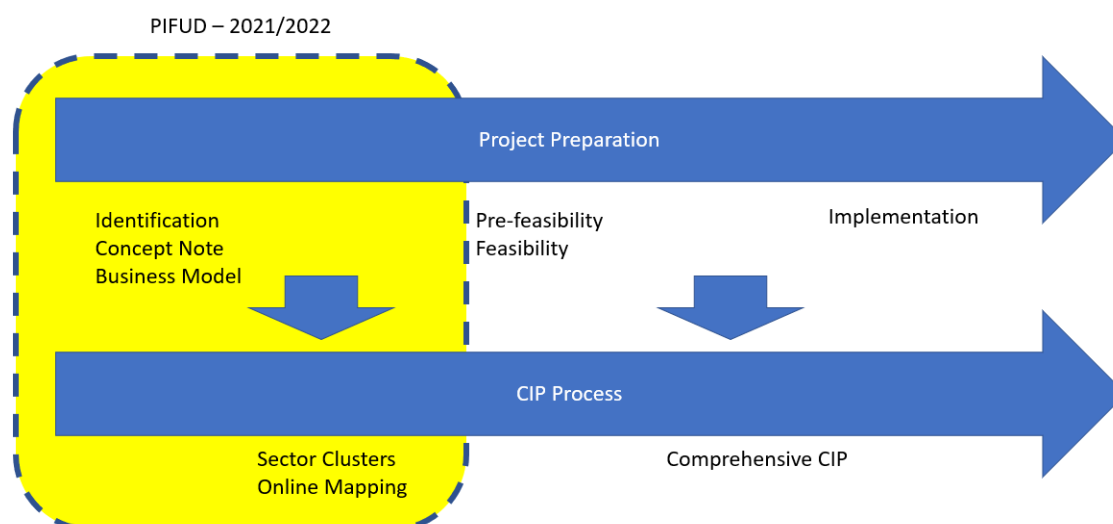 PIFUD – 2021/2022
Project Preparation
Identification
Concept Note
Business Model
Pre-feasibility
Feasibility
Implementation
CIP Process
Sector Clusters
Online Mapping
Comprehensive CIP